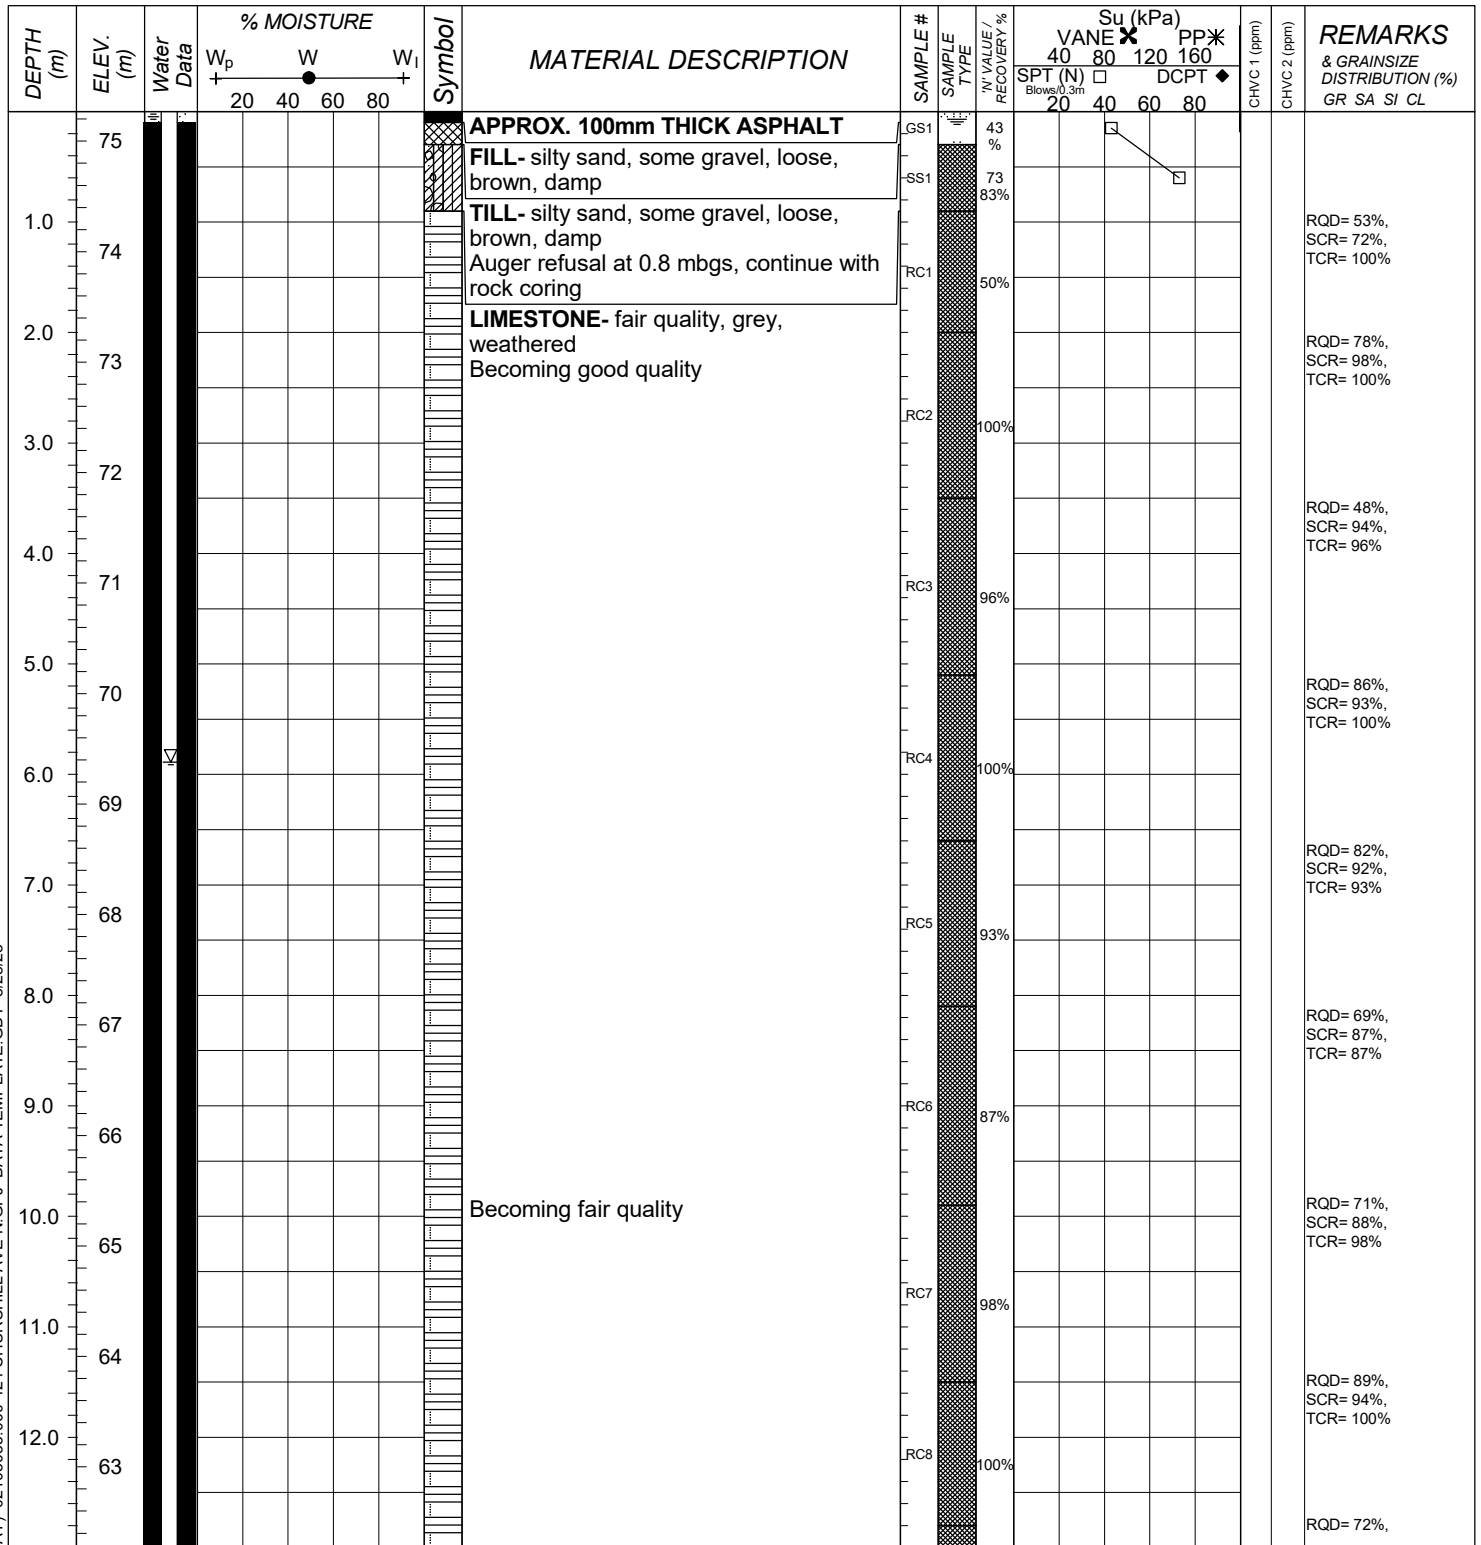 DEPTH (m)
ELEV. (m)
Water Data
% MOISTURE
Wp W Wl
20 40 60 80
Symbol
MATERIAL DESCRIPTION
SAMPLE #
SAMPLE TYPE
'N' VALUE / RECOVERY %
Su (kPa)
VANE PP
40 80 120 160
SPT (N) DCPT
Blows/0.3m
20 40 60 80
CHVC 1 (ppm)
CHVC 2 (ppm)
REMARKS
& GRAINSIZE
DISTRIBUTION (%)
GR SA SI CL
75
APPROX. 100mm THICK ASPHALT
GS1
43
%
FILL- silty sand, some gravel, loose,
brown, damp
SS1
73
83%
TILL- silty sand, some gravel, loose,
brown, damp
Auger refusal at 0.8 mbgs, continue with
rock coring
1.0
74
RC1
50%
RQD= 53%,
SCR= 72%,
TCR= 100%
LIMESTONE- fair quality, grey,
weathered
Becoming good quality
2.0
73
RQD= 78%,
SCR= 98%,
TCR= 100%
RC2
100%
3.0
72
RQD= 48%,
SCR= 94%,
TCR= 96%
4.0
71
RC3
96%
5.0
70
RQD= 86%,
SCR= 93%,
TCR= 100%
RC4
100%
6.0
69
RQD= 82%,
SCR= 92%,
TCR= 93%
7.0
68
RC5
93%
8.0
67
RQD= 69%,
SCR= 87%,
TCR= 87%
9.0
RC6
87%
66
Becoming fair quality
10.0
65
RQD= 71%,
SCR= 88%,
TCR= 98%
RC7
98%
11.0
64
RQD= 89%,
SCR= 94%,
TCR= 100%
12.0
RC8
100%
63
RQD= 72%,